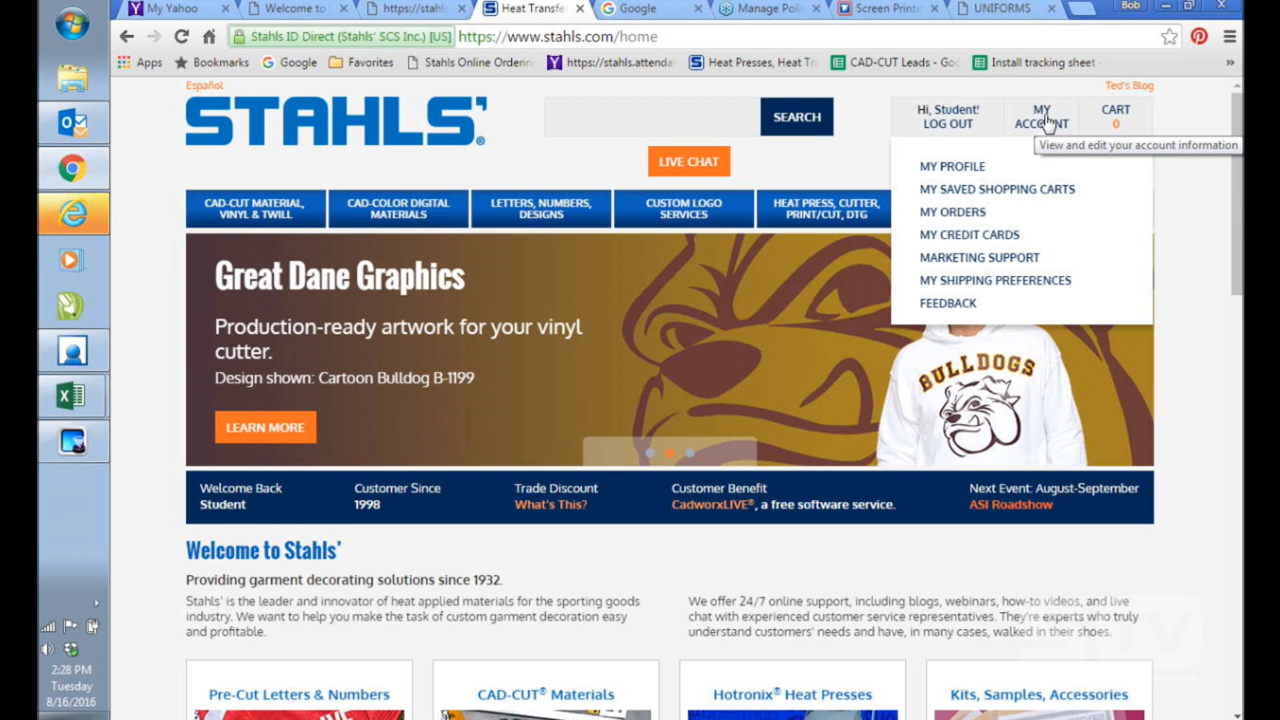 My Yahoo
Welcome to
https://stahls
Heat Transfe
Google
Manage Polls
Screen Printe
UNIFORMS
Bob
Stahls ID Direct (Stahls' SCS Inc.) [US]
https://www.stahls.com/home
Apps
Bookmarks
Google
Favorites
Stahls Online Ordering
https://stahls.attenda
Heat Presses, Heat Tr
CAD-CUT Leads - Goo
Install tracking sheet
»
Español
Ted's Blog
STAHLS'®
SEARCH
Hi, Student!
LOG OUT
MY
ACCOUNT
CART
0
View and edit your account information
LIVE CHAT
MY PROFILE
MY SAVED SHOPPING CARTS
MY ORDERS
MY CREDIT CARDS
MARKETING SUPPORT
MY SHIPPING PREFERENCES
FEEDBACK
CAD-CUT MATERIAL,
VINYL & TWILL
CAD-COLOR DIGITAL
MATERIALS
LETTERS, NUMBERS,
DESIGNS
CUSTOM LOGO
SERVICES
HEAT PRESS, CUTTER,
PRINT/CUT, DTG
Great Dane Graphics
Production-ready artwork for your vinyl
cutter.
Design shown: Cartoon Bulldog B-1199
LEARN MORE
BULLDOGS
Welcome Back
Student
Customer Since
1998
Trade Discount
What's This?
Customer Benefit
CadworxLIVE®, a free software service.
Next Event: August-September
ASI Roadshow
Welcome to Stahls'
Providing garment decorating solutions since 1932.
Stahls' is the leader and innovator of heat applied materials for the sporting goods
industry. We want to help you make the task of custom garment decoration easy
and profitable.
We offer 24/7 online support, including blogs, webinars, how-to videos, and live
chat with experienced customer service representatives. They're experts who truly
understand customers' needs and have, in many cases, walked in their shoes.
Pre-Cut Letters & Numbers
CAD-CUT® Materials
Hotronix® Heat Presses
Kits, Samples, Accessories
2:28 PM
Tuesday
8/16/2016